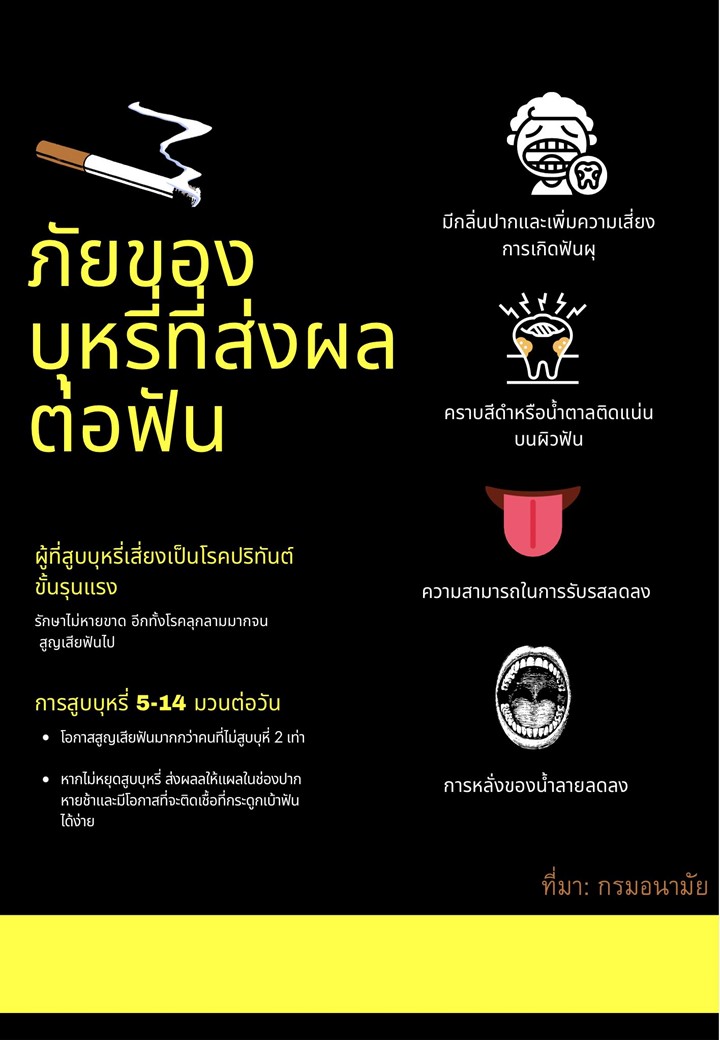 ภัยของ
บุหรี่ที่ส่งผล
ต่อฟัน
ผู้ที่สูบบุหรี่เสี่ยงเป็นโรคปริทันต์
ขั้นรุนแรง
รักษาไม่หายขาด อีกทั้งโรคลุกลามมากจน
สูญเสียฟันไป
การสูบบุหรี่ 5-14 มวนต่อวัน
• โอกาสสูญเสียฟันมากกว่าคนที่ไม่สูบบุหี่ 2 เท่า
• หากไม่หยุดสูบบุหรี่ ส่งผลลให้แผลในช่องปาก
หายช้าและมีโอกาสที่จะติดเชื้อที่กระดูกเบ้าฟัน
ได้ง่าย
มีกลิ่นปากและเพิ่มความเสี่ยง
การเกิดฟันผุ
คราบสีดำหรือน้ำตาลติดแน่น
บนผิวฟัน
ความสามารถในการรับรสลดลง
การหลั่งของน้ำลายลดลง
ที่มา: กรมอนามัย